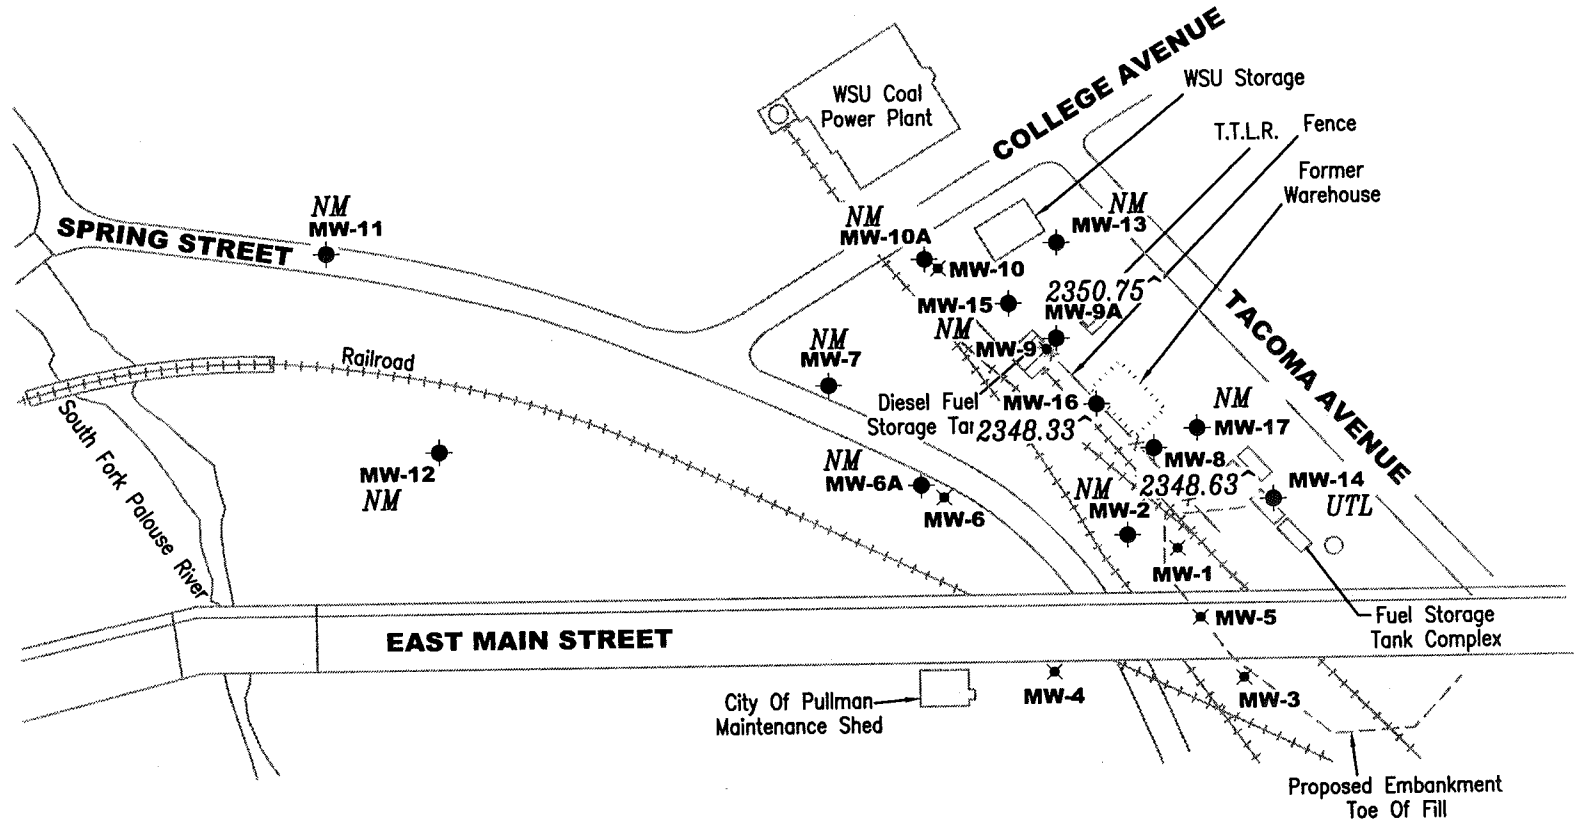 COLLEGE AVENUE
WSU Storage
WSU Coal
Power Plant
T.T.L.R.
Fence
Former
Warehouse
NM
MW-11
SPRING STREET
NM
MW-10A
MW-10
NM
MW-13
MW-15
NM
2350.75^
MW-9A
MW-9
TACOMA AVENUE
Railroad
NM
MW-7
Diesel Fuel
Storage Tan
MW-16
2348.33^
NM
MW-17
MW-8
2348.63^
South Fork Palouse River
MW-12
NM
NM
MW-6A
MW-6
NM
MW-2
MW-14
UTL
MW-1
MW-5
Fuel Storage
Tank Complex
EAST MAIN STREET
City Of Pullman
Maintenance Shed
MW-4
MW-3
Proposed Embankment
Toe Of Fill